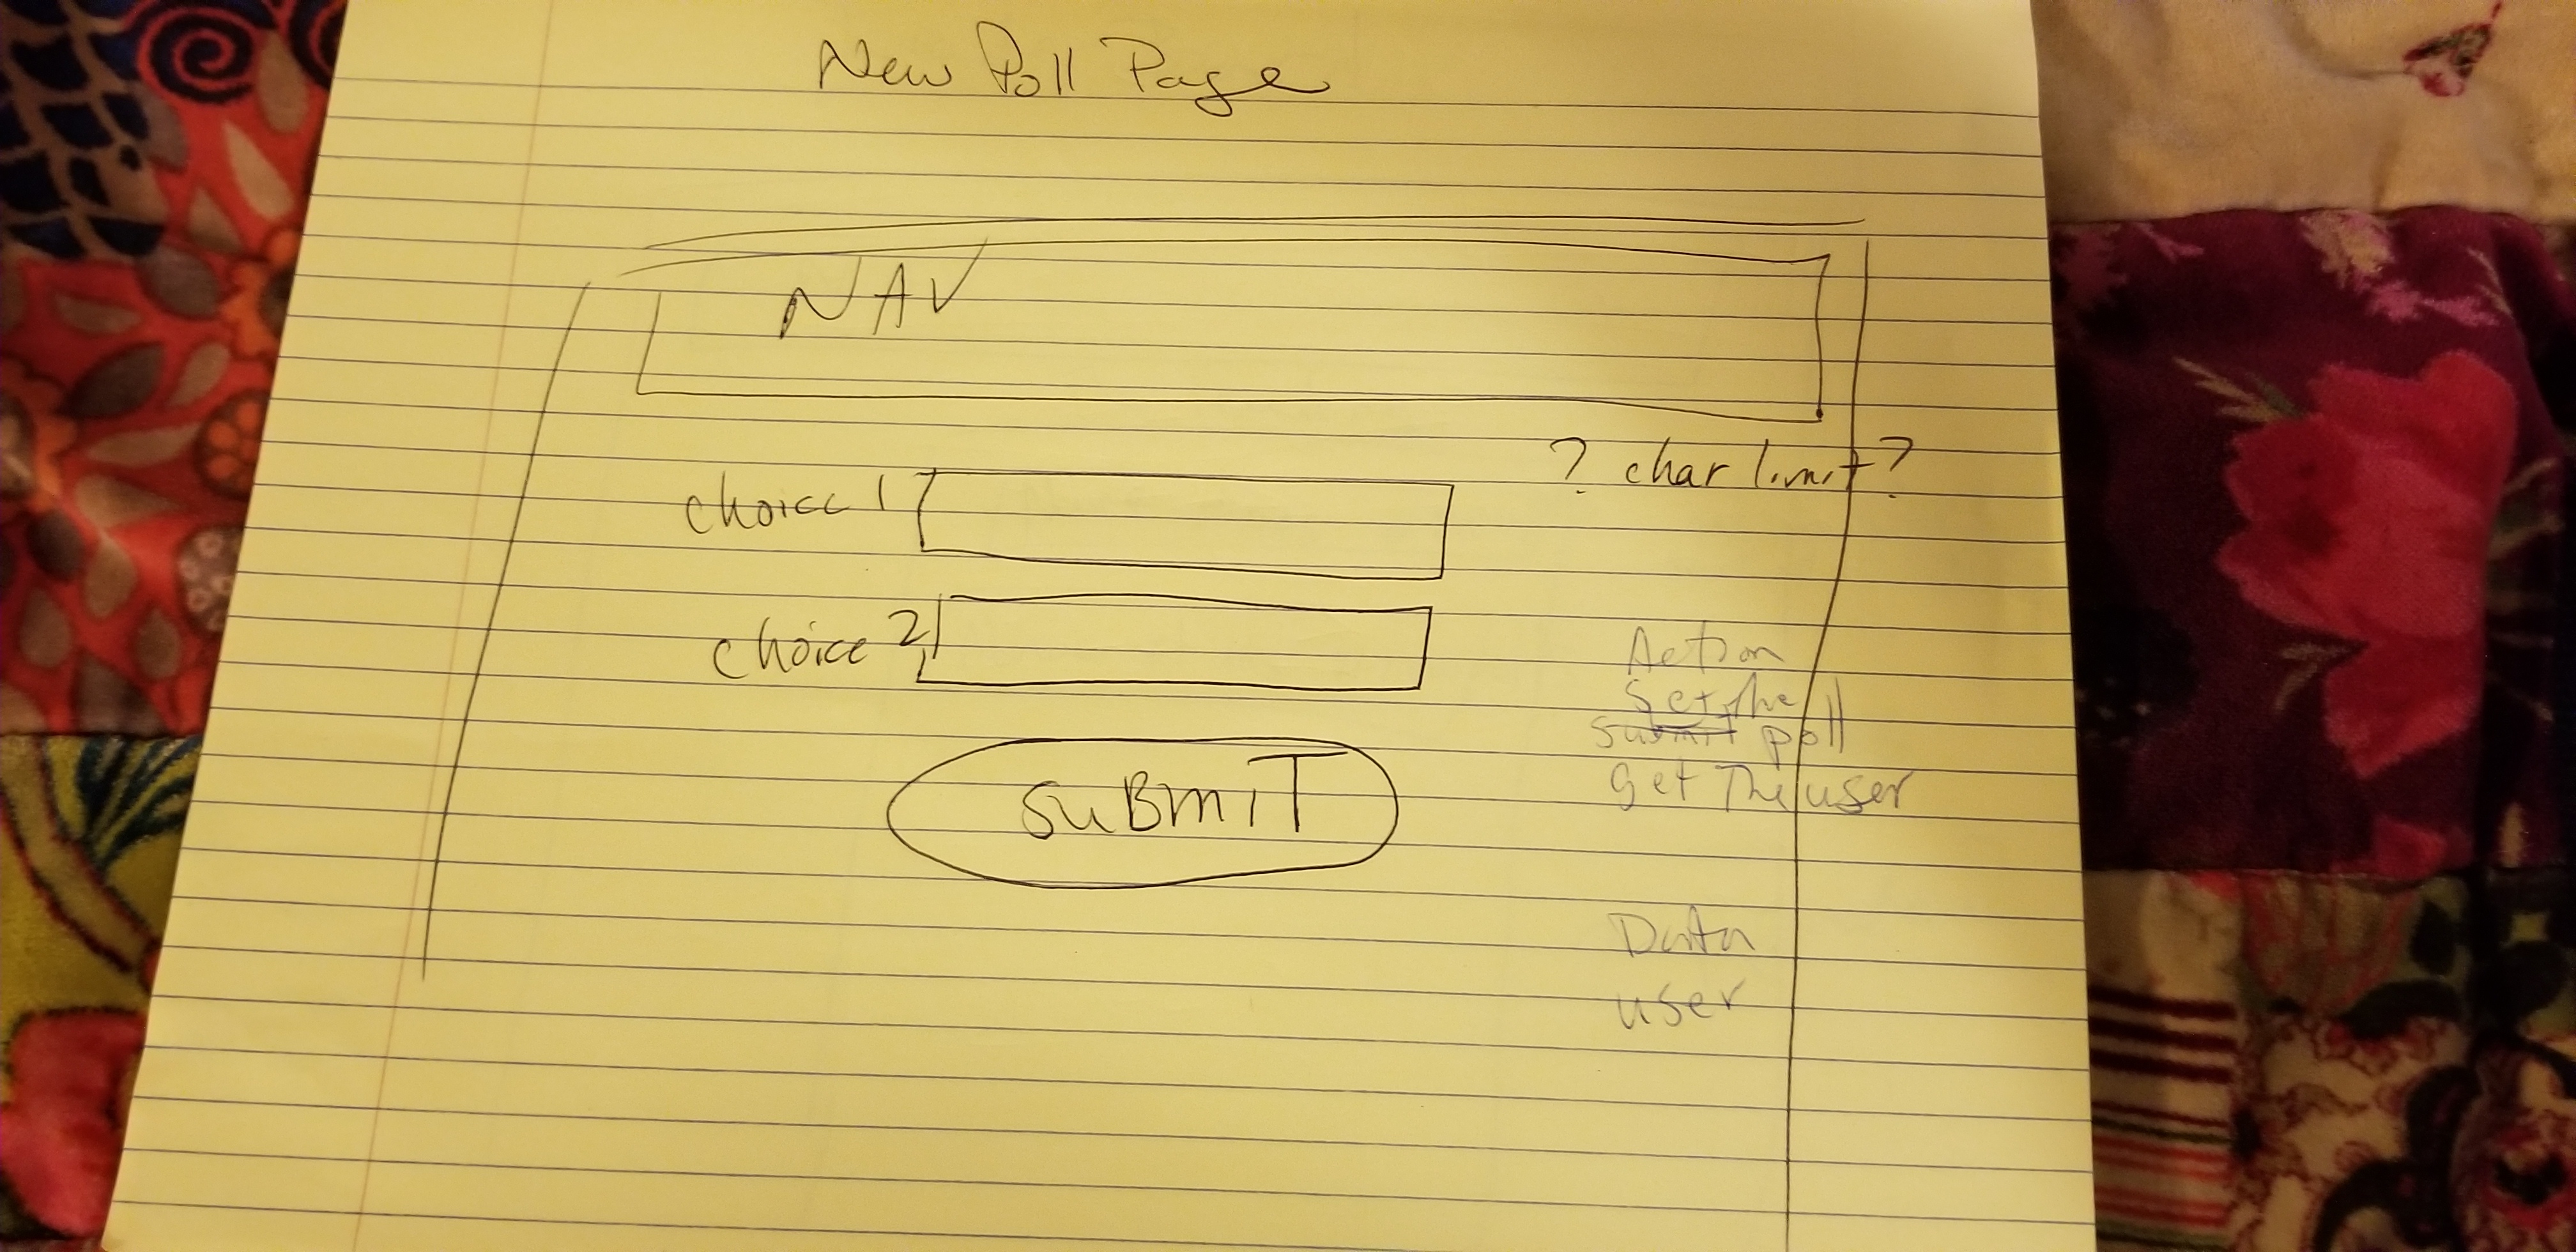 New Poll Page
NAV
? char limit?
choice 1
choice 2
SUBMIT
Action
Set the
submit poll
get The user
Data
user